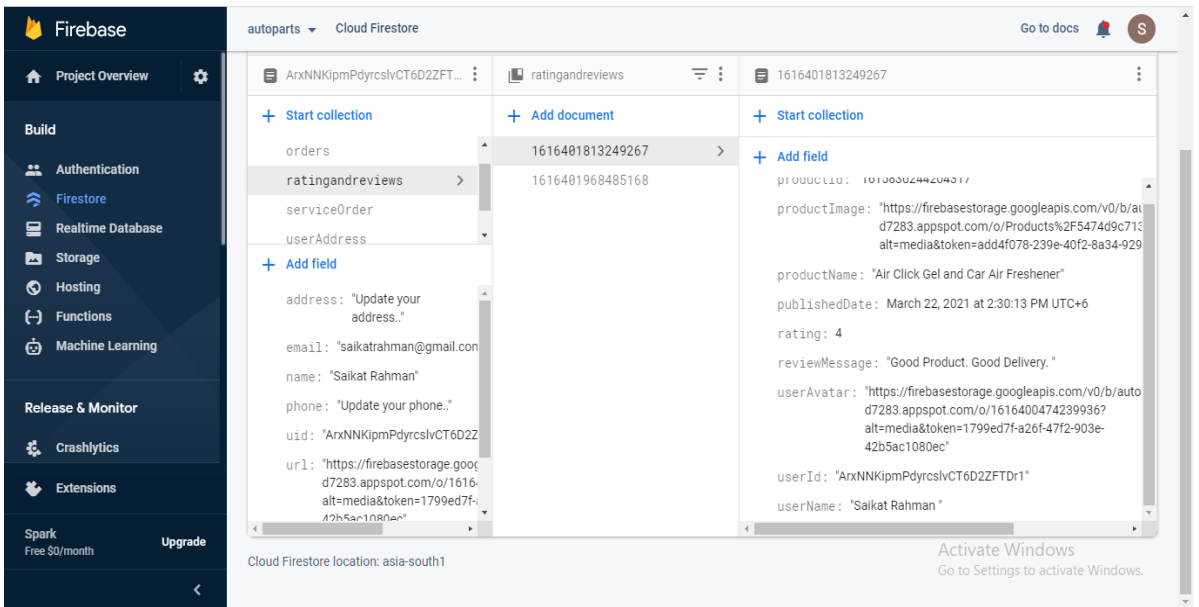 Firebase
autoparts
Cloud Firestore
Go to docs
S
Project Overview
Build
Authentication
Firestore
Realtime Database
Storage
Hosting
Functions
Machine Learning
Release & Monitor
Crashlytics
Extensions
Spark
Free $0/month
Upgrade
ArxNNKipmPdyrcslvCT6D2ZFT...
+ Start collection
orders
ratingandreviews
serviceOrder
userAddress
+ Add field
address: "Update your
address.."
email: "saikatrahman@gmail.con
name: "Saikat Rahman"
phone: "Update your phone.."
uid: "ArxNNKipmPdyrcslvCT6D2Z
url: "https://firebasestorage.goog
d7283.appspot.com/o/1616
alt=media&token=1799ed7f-
42b5ac1080ec"
ratingandreviews
+ Add document
1616401813249267
1616401968485168
1616401813249267
+ Start collection
+ Add field
productId: 1615830244204317
productImage: "https://firebasestorage.googleapis.com/v0/b/au
d7283.appspot.com/o/Products%2F5474d9c713
alt=media&token=add4f078-239e-40f2-8a34-929
productName: "Air Click Gel and Car Air Freshener"
publishedDate: March 22, 2021 at 2:30:13 PM UTC+6
rating: 4
reviewMessage: "Good Product. Good Delivery. "
userAvatar: "https://firebasestorage.googleapis.com/v0/b/auto
d7283.appspot.com/o/1616400474239936?
alt=media&token=1799ed7f-a26f-47f2-903e-
42b5ac1080ec"
userId: "ArxNNKipmPdyrcslvCT6D2ZFTDr1"
userName: "Saikat Rahman "
Cloud Firestore location: asia-south1
Activate Windows
Go to Settings to activate Windows.